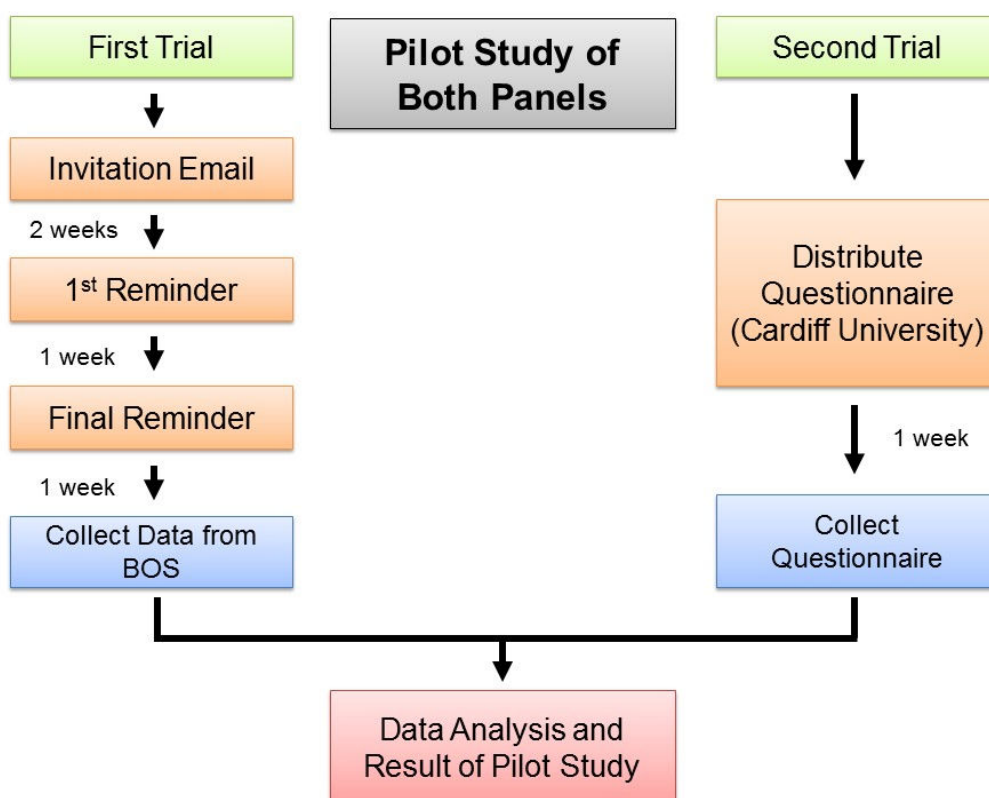 First Trial
Pilot Study of
Both Panels
Second Trial
Invitation Email
2 weeks
1st Reminder
1 week
Final Reminder
1 week
Collect Data from
BOS
Distribute
Questionnaire
(Cardiff University)
1 week
Collect
Questionnaire
Data Analysis and
Result of Pilot Study